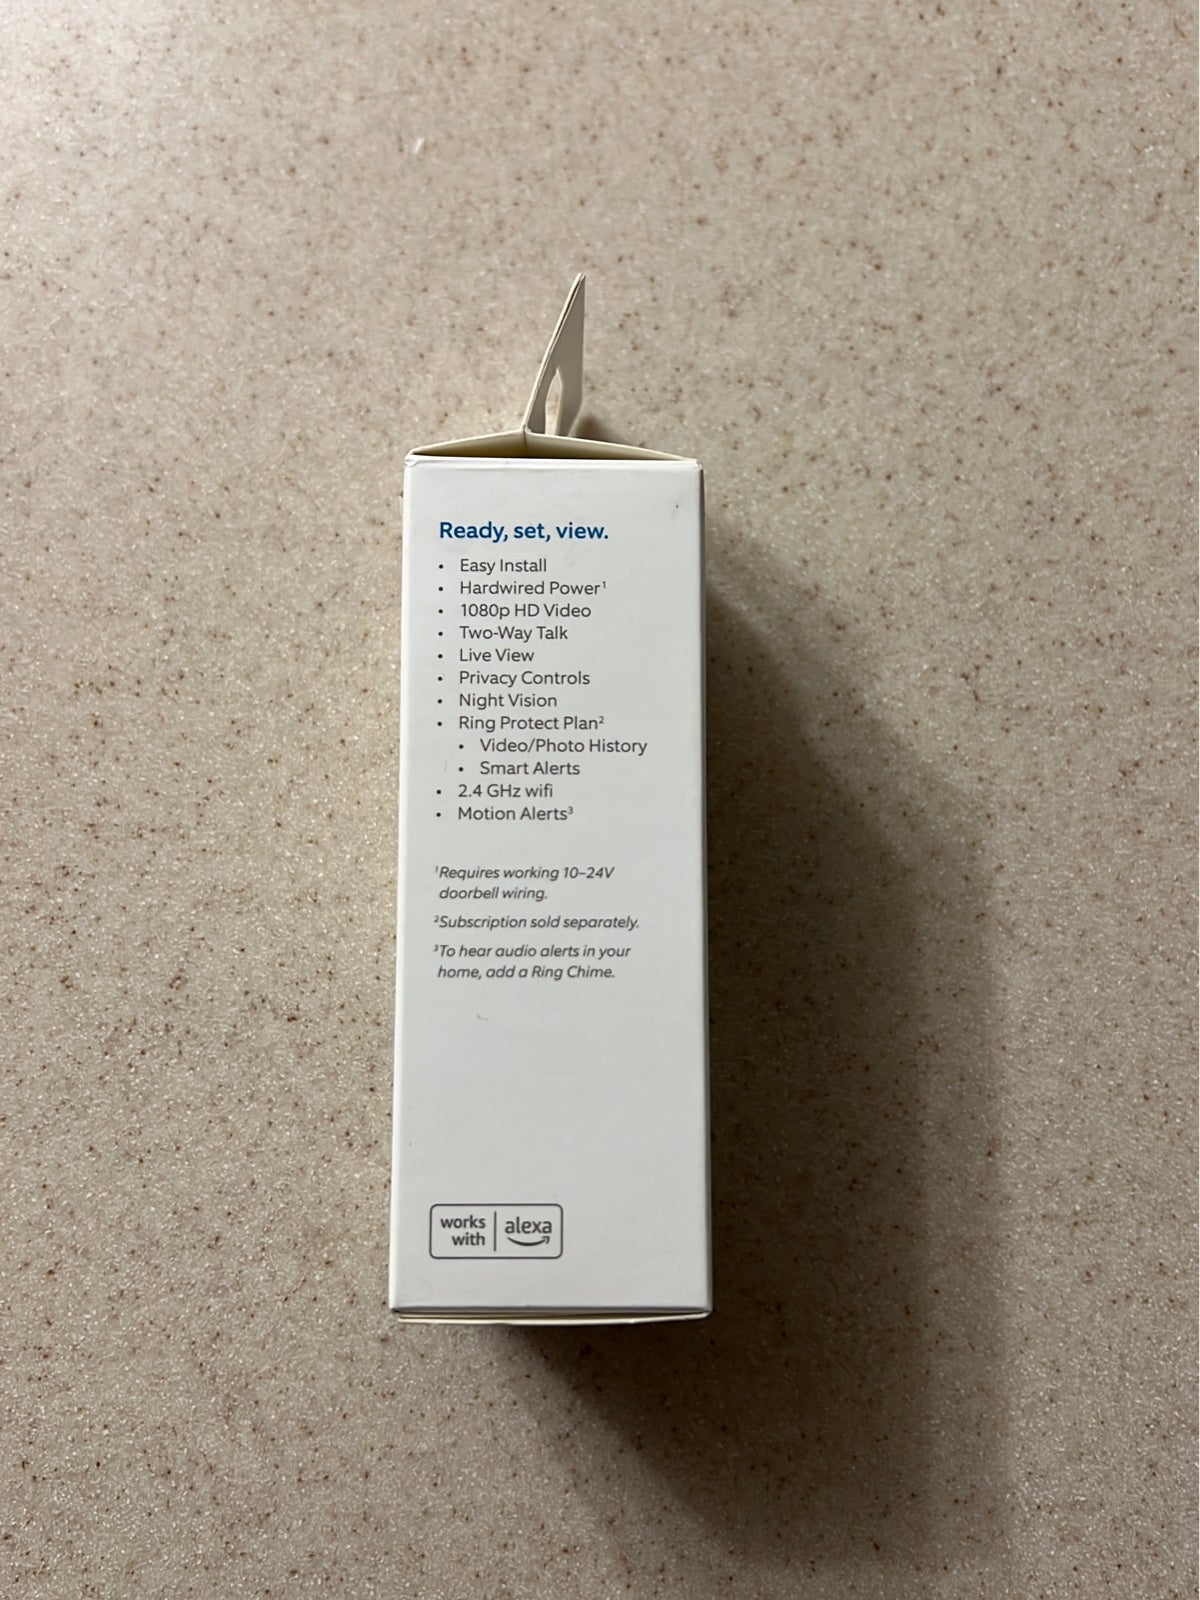 Ready, set, view.
• Easy Install
• Hardwired Power¹
• 1080p HD Video
• Two-Way Talk
• Live View
• Privacy Controls
• Night Vision
• Ring Protect Plan²
• Video/Photo History
• Smart Alerts
• 2.4 GHz wifi
• Motion Alerts³
¹Requires working 10–24V
doorbell wiring.
²Subscription sold separately.
³To hear audio alerts in your
home, add a Ring Chime.
works
with
alexa